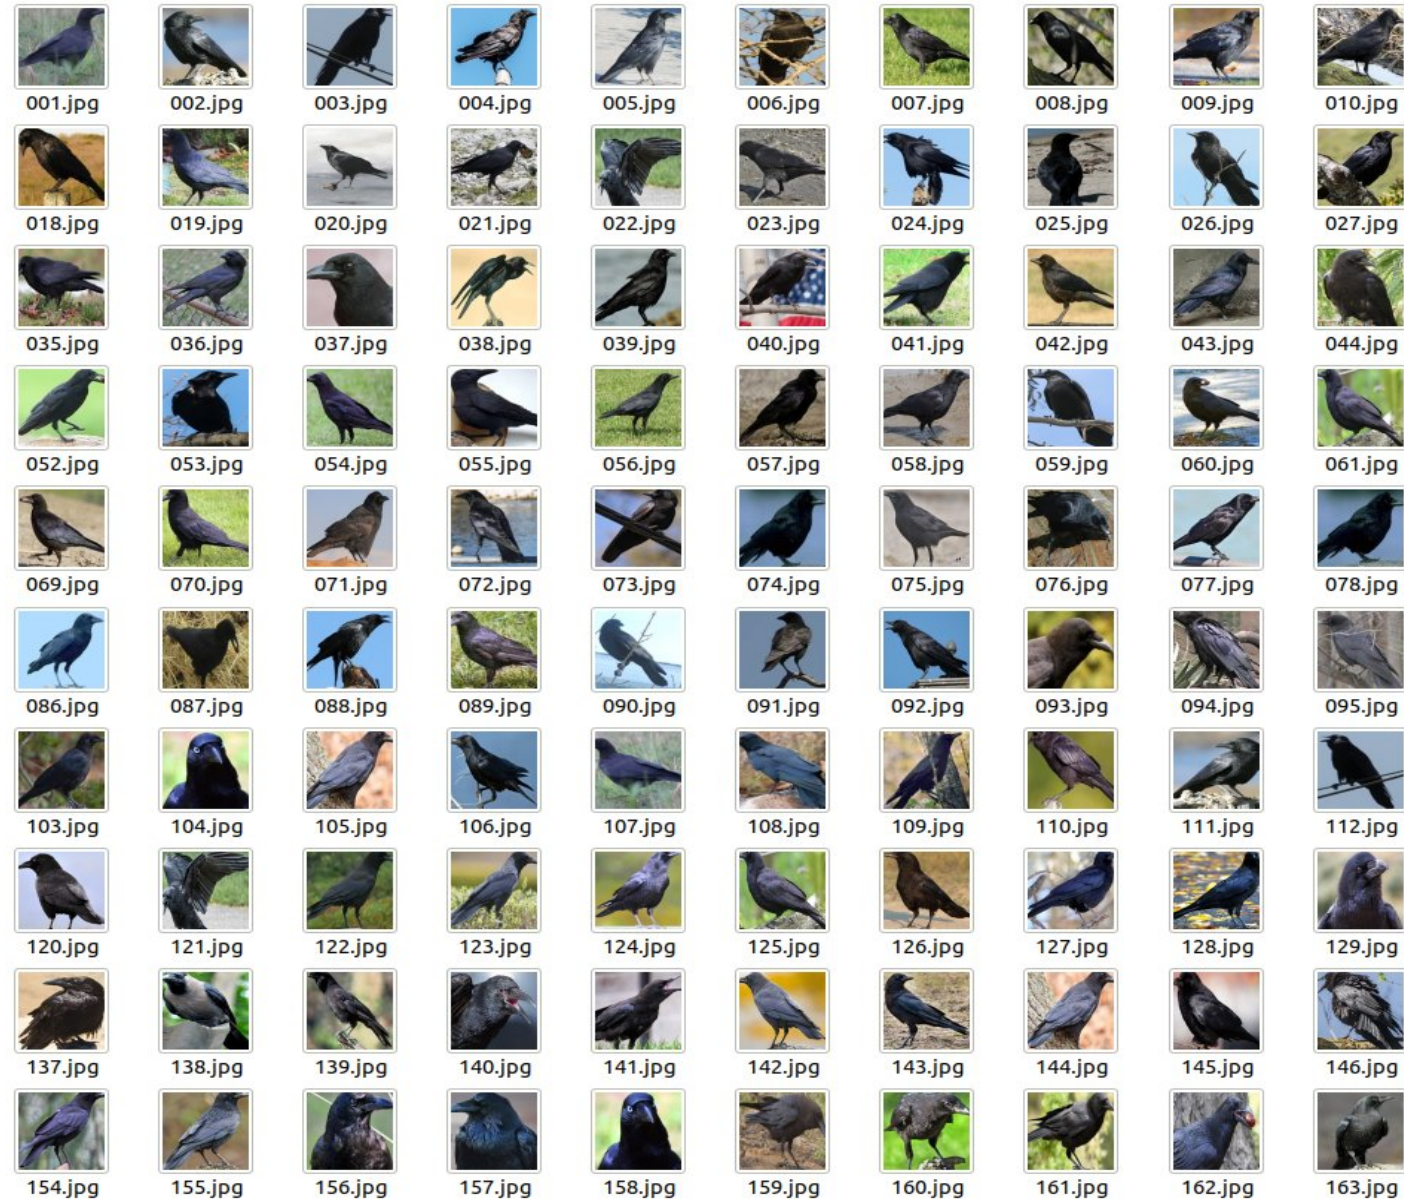 001.jpg 002.jpg 003.jpg 004.jpg 005.jpg 006.jpg 007.jpg 008.jpg 009.jpg 010.jpg
018.jpg 019.jpg 020.jpg 021.jpg 022.jpg 023.jpg 024.jpg 025.jpg 026.jpg 027.jpg
035.jpg 036.jpg 037.jpg 038.jpg 039.jpg 040.jpg 041.jpg 042.jpg 043.jpg 044.jpg
052.jpg 053.jpg 054.jpg 055.jpg 056.jpg 057.jpg 058.jpg 059.jpg 060.jpg 061.jpg
069.jpg 070.jpg 071.jpg 072.jpg 073.jpg 074.jpg 075.jpg 076.jpg 077.jpg 078.jpg
086.jpg 087.jpg 088.jpg 089.jpg 090.jpg 091.jpg 092.jpg 093.jpg 094.jpg 095.jpg
103.jpg 104.jpg 105.jpg 106.jpg 107.jpg 108.jpg 109.jpg 110.jpg 111.jpg 112.jpg
120.jpg 121.jpg 122.jpg 123.jpg 124.jpg 125.jpg 126.jpg 127.jpg 128.jpg 129.jpg
137.jpg 138.jpg 139.jpg 140.jpg 141.jpg 142.jpg 143.jpg 144.jpg 145.jpg 146.jpg
154.jpg 155.jpg 156.jpg 157.jpg 158.jpg 159.jpg 160.jpg 161.jpg 162.jpg 163.jpg